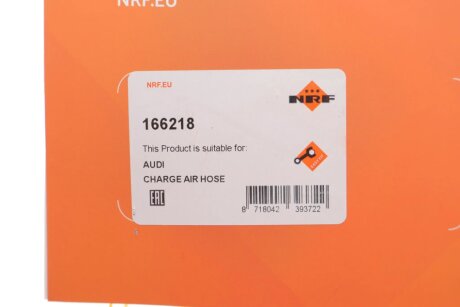 NRF.EU
NRF.EU
NRF
166218
This Product is suitable for:
AUDI
CHARGE AIR HOSE
EAC
8 718042 393722